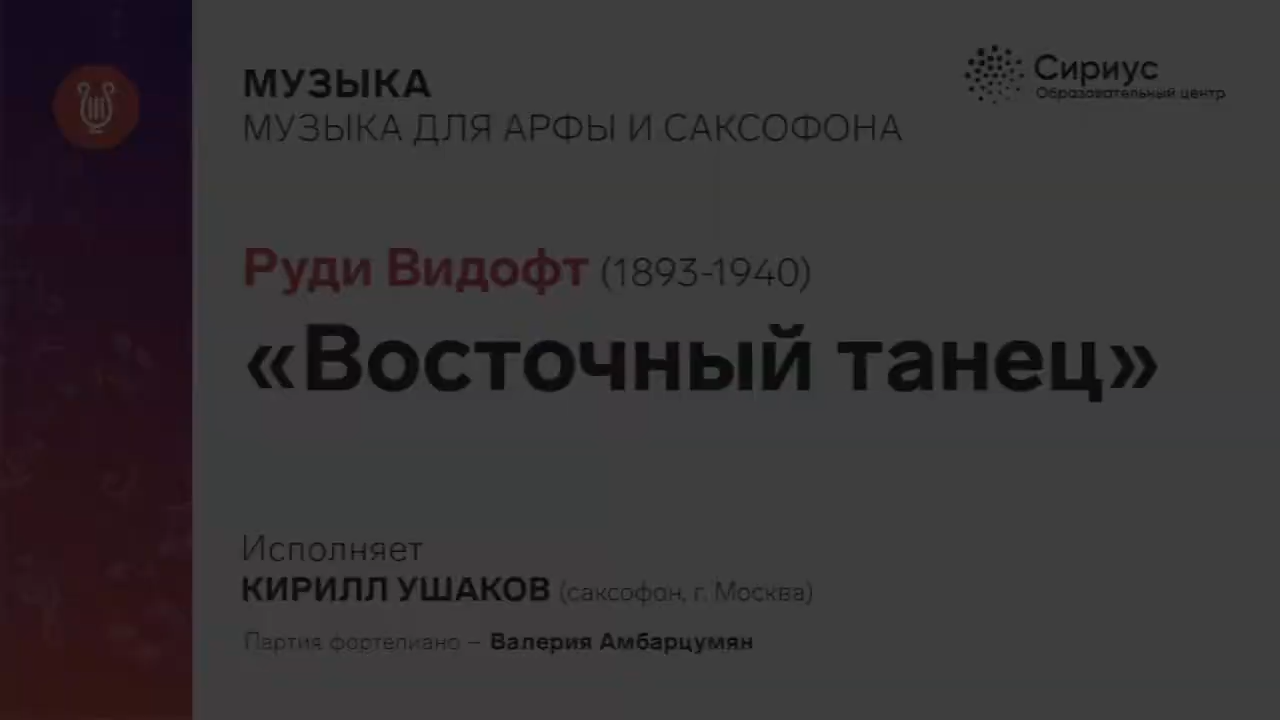 МУЗЫКА
МУЗЫКА ДЛЯ АРФЫ И САКСОФОНА
Сириус
Образовательный центр
Руди Видофт (1893-1940)
«Восточный танец»
Исполняет
КИРИЛЛ УШАКОВ (саксофон, г. Москва)
Партия фортепиано – Валерия Амбарцумян